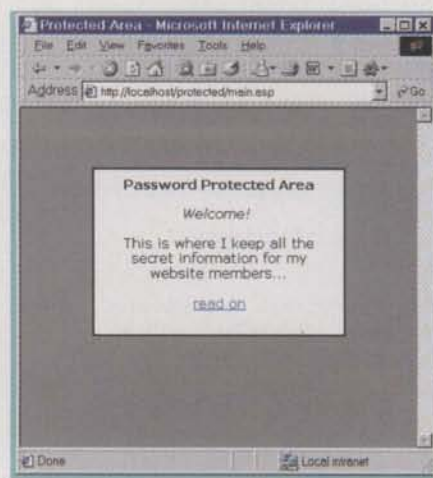 Protected Area - Microsoft Internet Explorer
File Edit View Favorites Tools Help
Address http://localhost/protected/main.asp Go
Password Protected Area
Welcome!
This is where I keep all the
secret information for my
website members...
read on
Done Local intranet